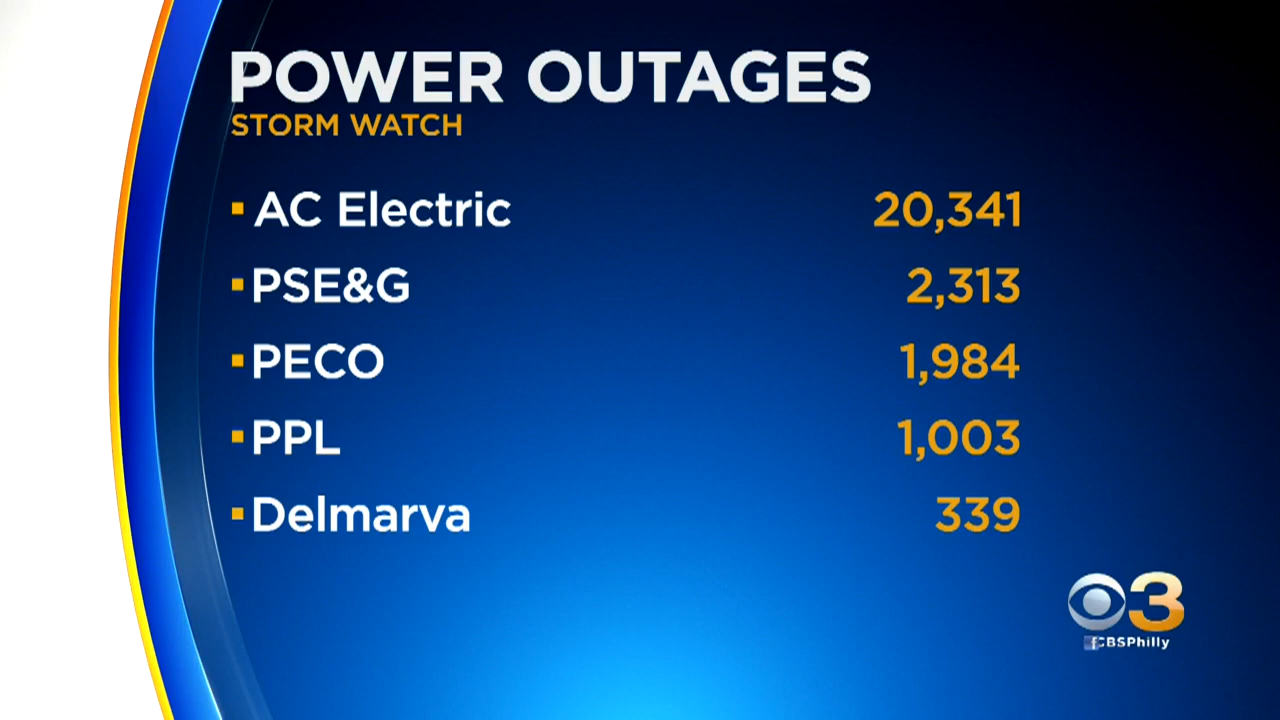 POWER OUTAGES
STORM WATCH
AC Electric 20,341
PSE&G 2,313
PECO 1,984
PPL 1,003
Delmarva 339
3
CBSPhilly